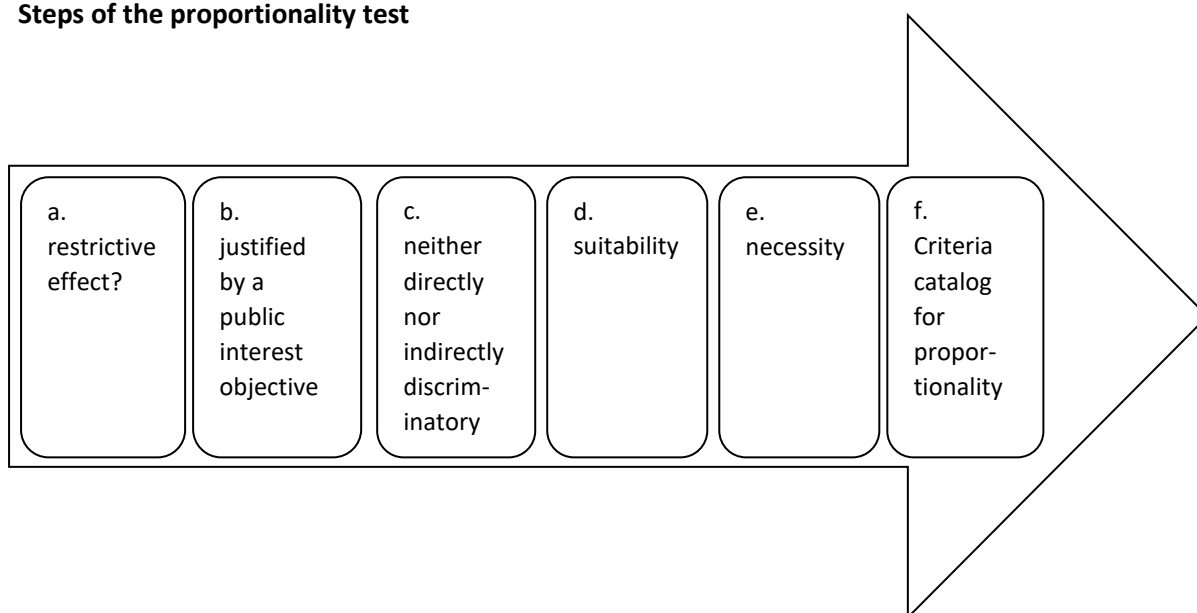 Steps of the proportionality test
a.
restrictive
effect?
b.
justified
by a
public
interest
objective
c.
neither
directly
nor
indirectly
discrim-
inatory
d.
suitability
e.
necessity
f.
Criteria
catalog
for
propor-
tionality